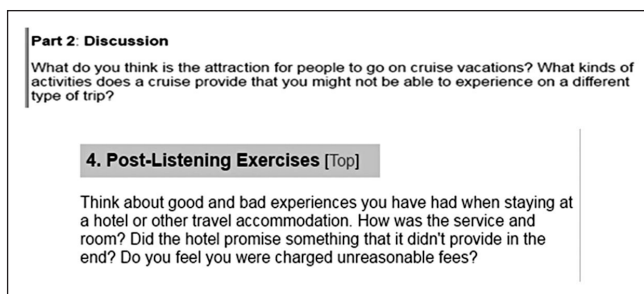 Part 2: Discussion
What do you think is the attraction for people to go on cruise vacations? What kinds of
activities does a cruise provide that you might not be able to experience on a different
type of trip?
4. Post-Listening Exercises [Top]
Think about good and bad experiences you have had when staying at
a hotel or other travel accommodation. How was the service and
room? Did the hotel promise something that it didn't provide in the
end? Do you feel you were charged unreasonable fees?